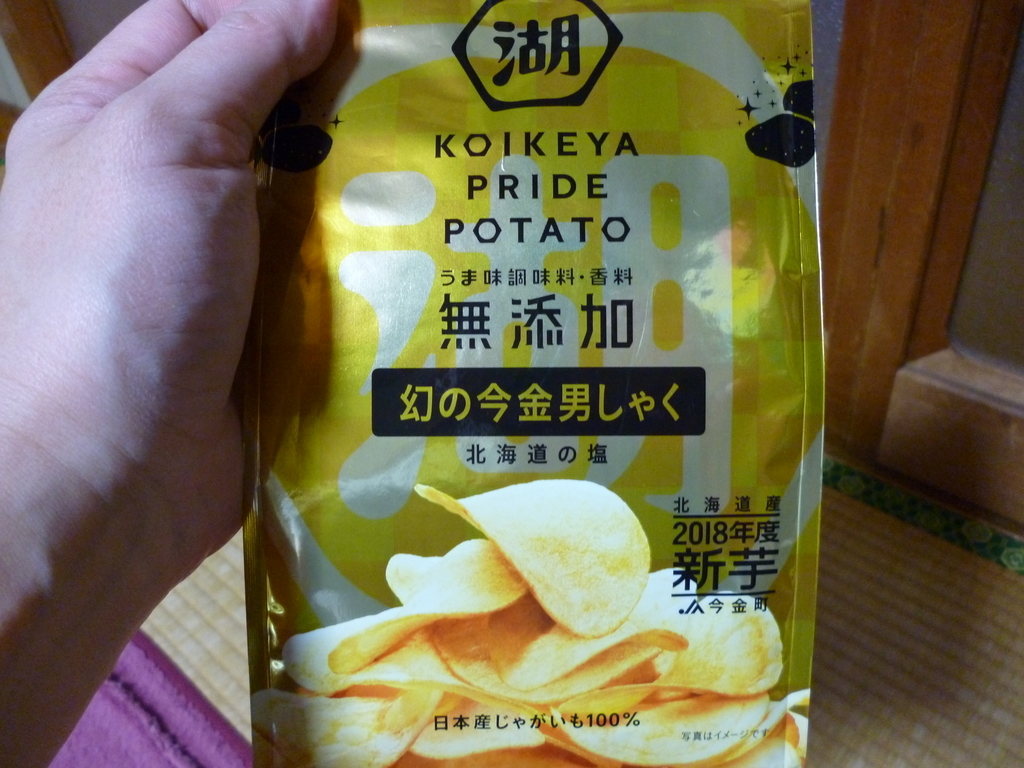 湖
KOIKEYA
PRIDE
POTATO
うま味調味料・香料
無添加
幻の今金男しゃく
北海道の塩
北海道産
2018年度
新芋
JA今金町
日本産じゃがいも100%
写真はイメージです